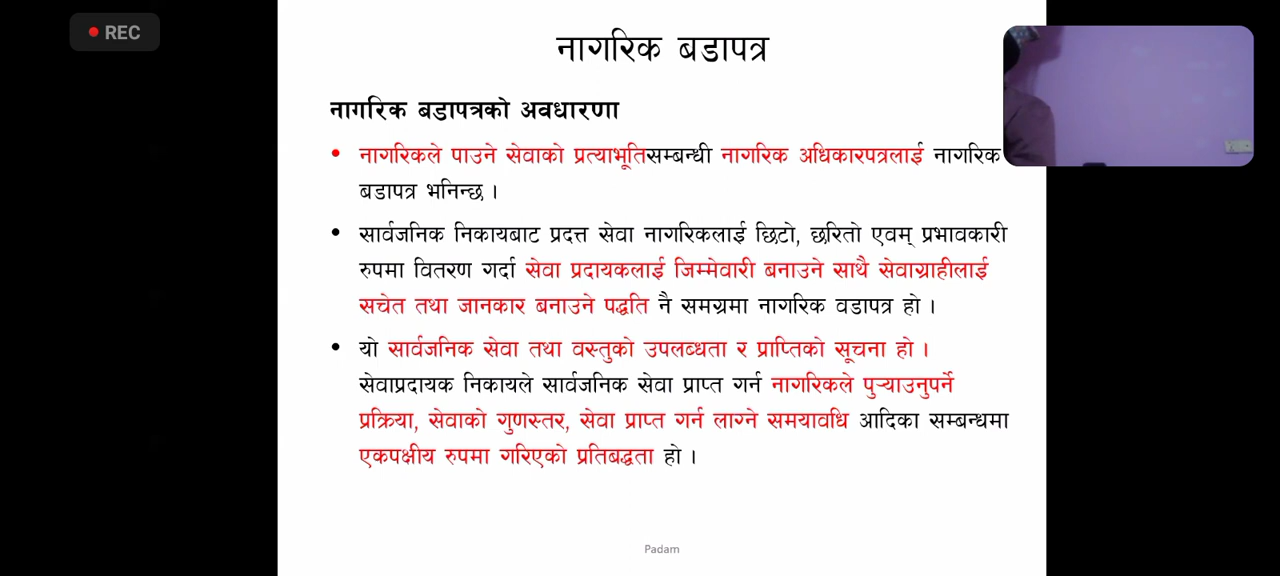 REC
नागरिक बडापत्र
नागरिक बडापत्रको अवधारणा
• नागरिकले पाउने सेवाको प्रत्याभूतिसम्बन्धी नागरिक अधिकारपत्रलाई नागरिक
बडापत्र भनिन्छ ।
• सार्वजनिक निकायबाट प्रदत्त सेवा नागरिकलाई छिटो, छरितो एवम् प्रभावकारी
रुपमा वितरण गर्दा सेवा प्रदायकलाई जिम्मेवारी बनाउने साथै सेवाग्राहीलाई
सचेत तथा जानकार बनाउने पद्धति नै समग्रमा नागरिक वडापत्र हो ।
• यो सार्वजनिक सेवा तथा वस्तुको उपलब्धता र प्राप्तिको सूचना हो ।
सेवाप्रदायक निकायले सार्वजनिक सेवा प्राप्त गर्न नागरिकले पुऱ्याउनुपर्ने
प्रक्रिया, सेवाको गुणस्तर, सेवा प्राप्त गर्न लाग्ने समयावधि आदिका सम्बन्धमा
एकपक्षीय रुपमा गरिएको प्रतिबद्धता हो ।
Padam